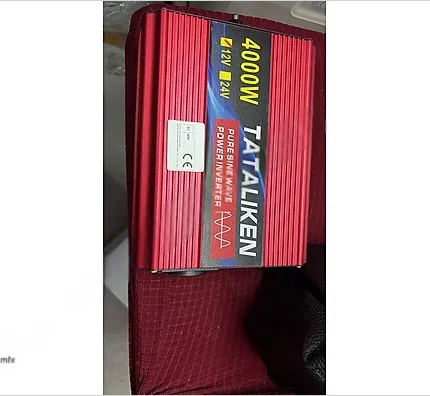 4000W
12V 24V
TATALIKEN
PURE SINE WAVE
POWER INVERTER
CE